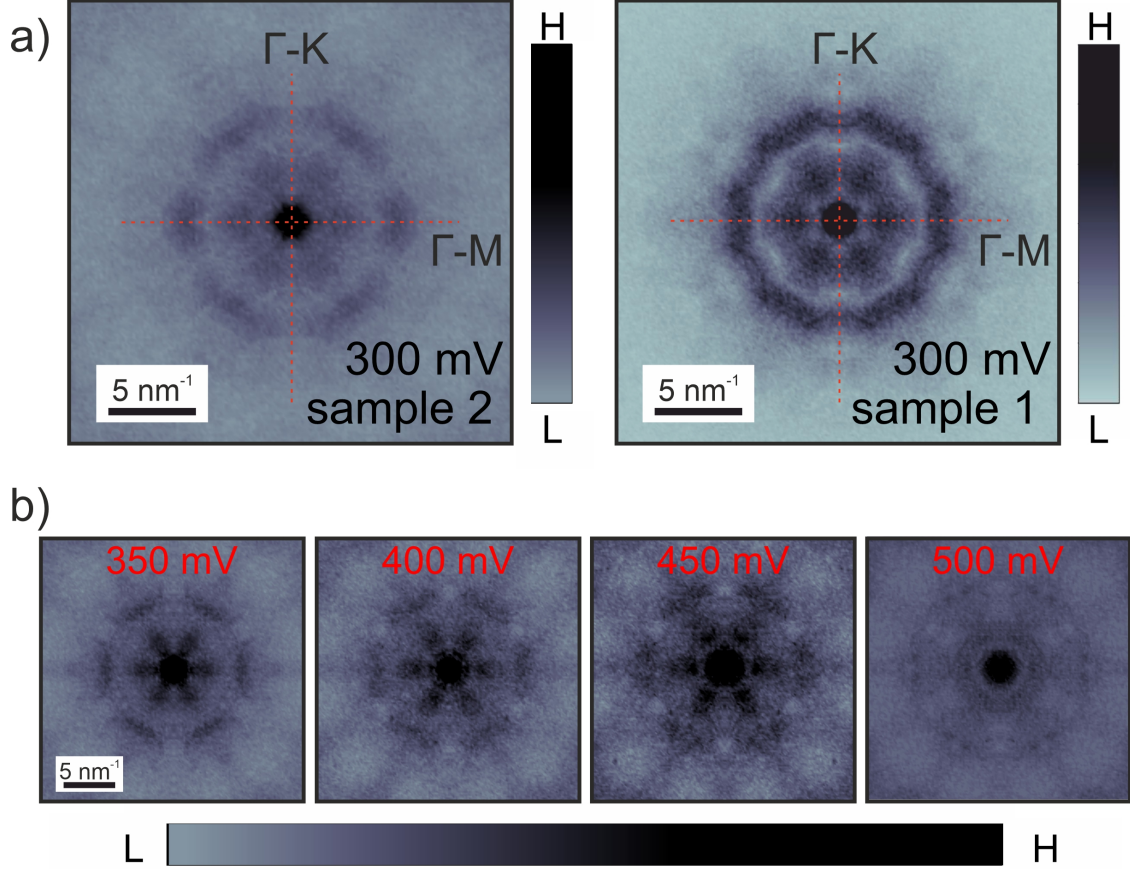 a)
Γ-K
Γ-M
300 mV
sample 2
5 nm⁻¹
H
L
Γ-K
Γ-M
300 mV
sample 1
5 nm⁻¹
H
L
b)
350 mV
400 mV
450 mV
500 mV
5 nm⁻¹
L
H